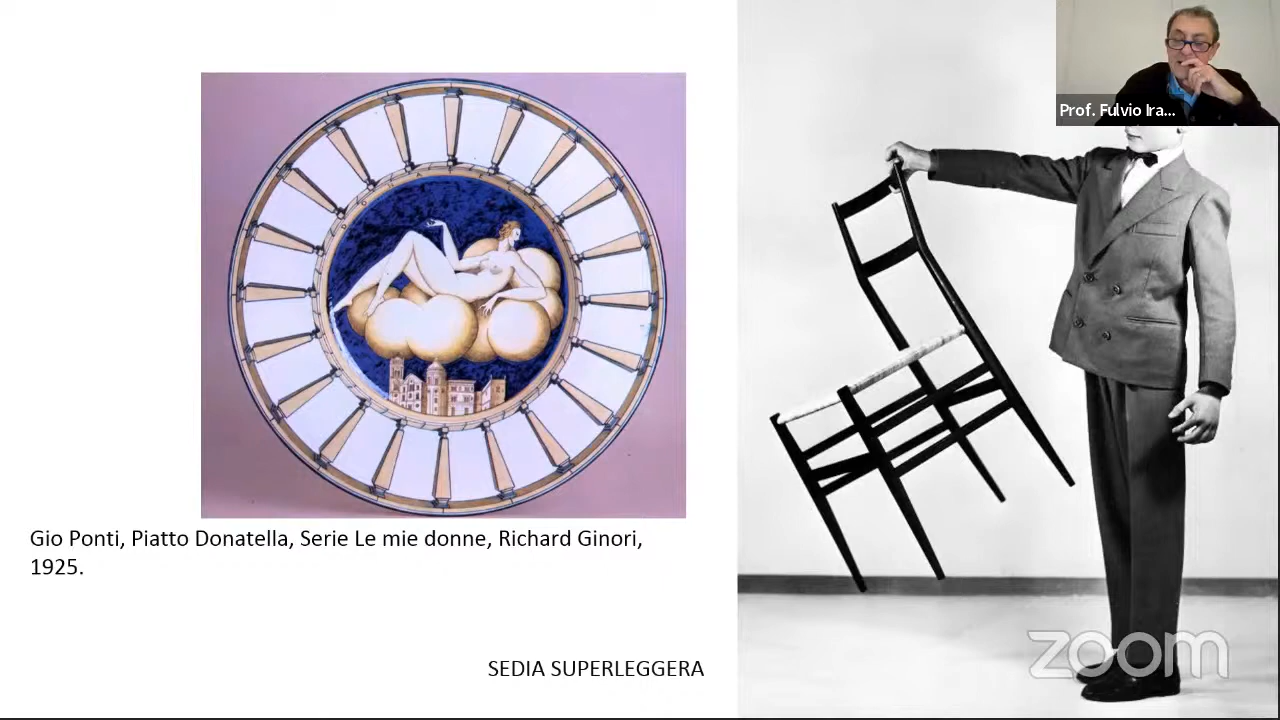 Prof. Fulvio Ira...
Gio Ponti, Piatto Donatella, Serie Le mie donne, Richard Ginori,
1925.
SEDIA SUPERLEGGERA
zoom